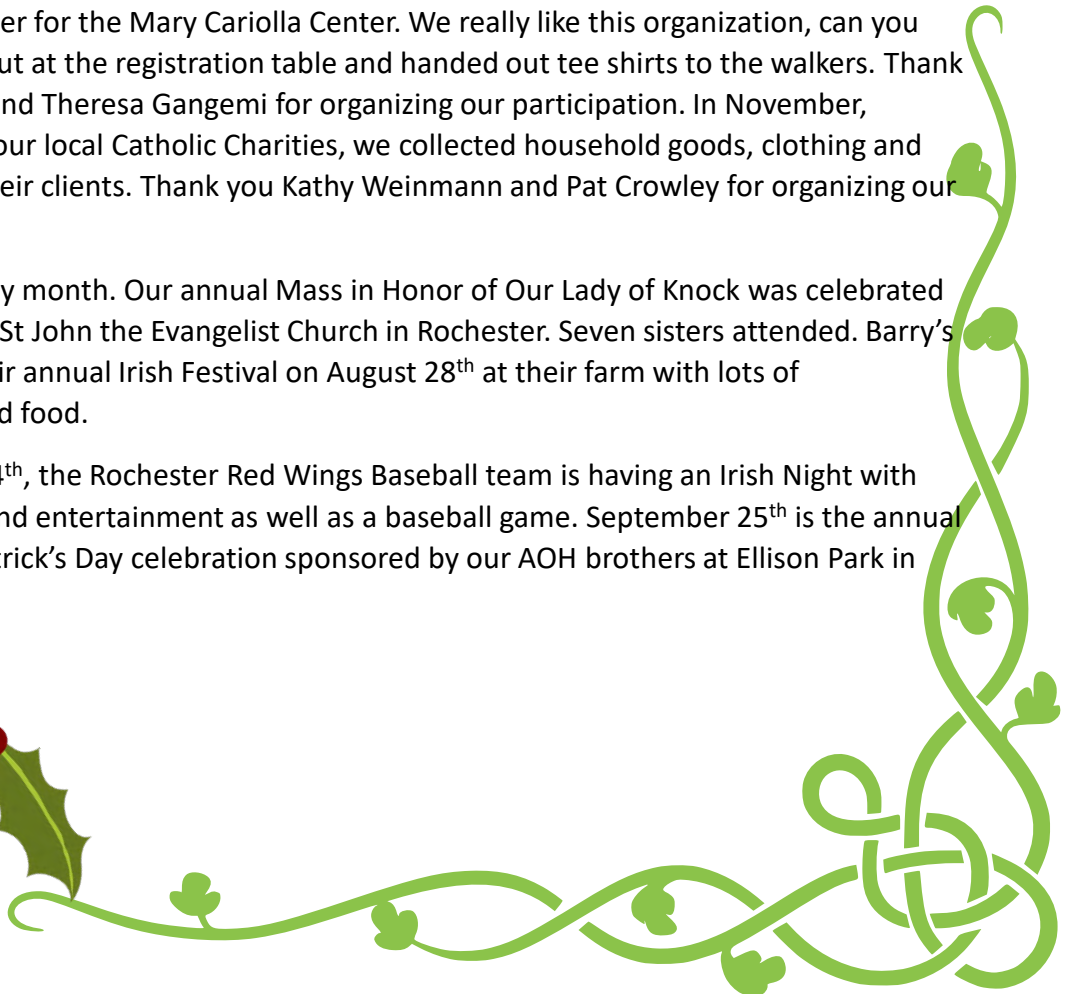 er for the Mary Cariolla Center. We really like this organization, can you
ut at the registration table and handed out tee shirts to the walkers. Thank
nd Theresa Gangemi for organizing our participation. In November,
our local Catholic Charities, we collected household goods, clothing and
eir clients. Thank you Kathy Weinmann and Pat Crowley for organizing our
y month. Our annual Mass in Honor of Our Lady of Knock was celebrated
St John the Evangelist Church in Rochester. Seven sisters attended. Barry’s
ir annual Irish Festival on August 28th at their farm with lots of
d food.
4th, the Rochester Red Wings Baseball team is having an Irish Night with
nd entertainment as well as a baseball game. September 25th is the annual
trick’s Day celebration sponsored by our AOH brothers at Ellison Park in